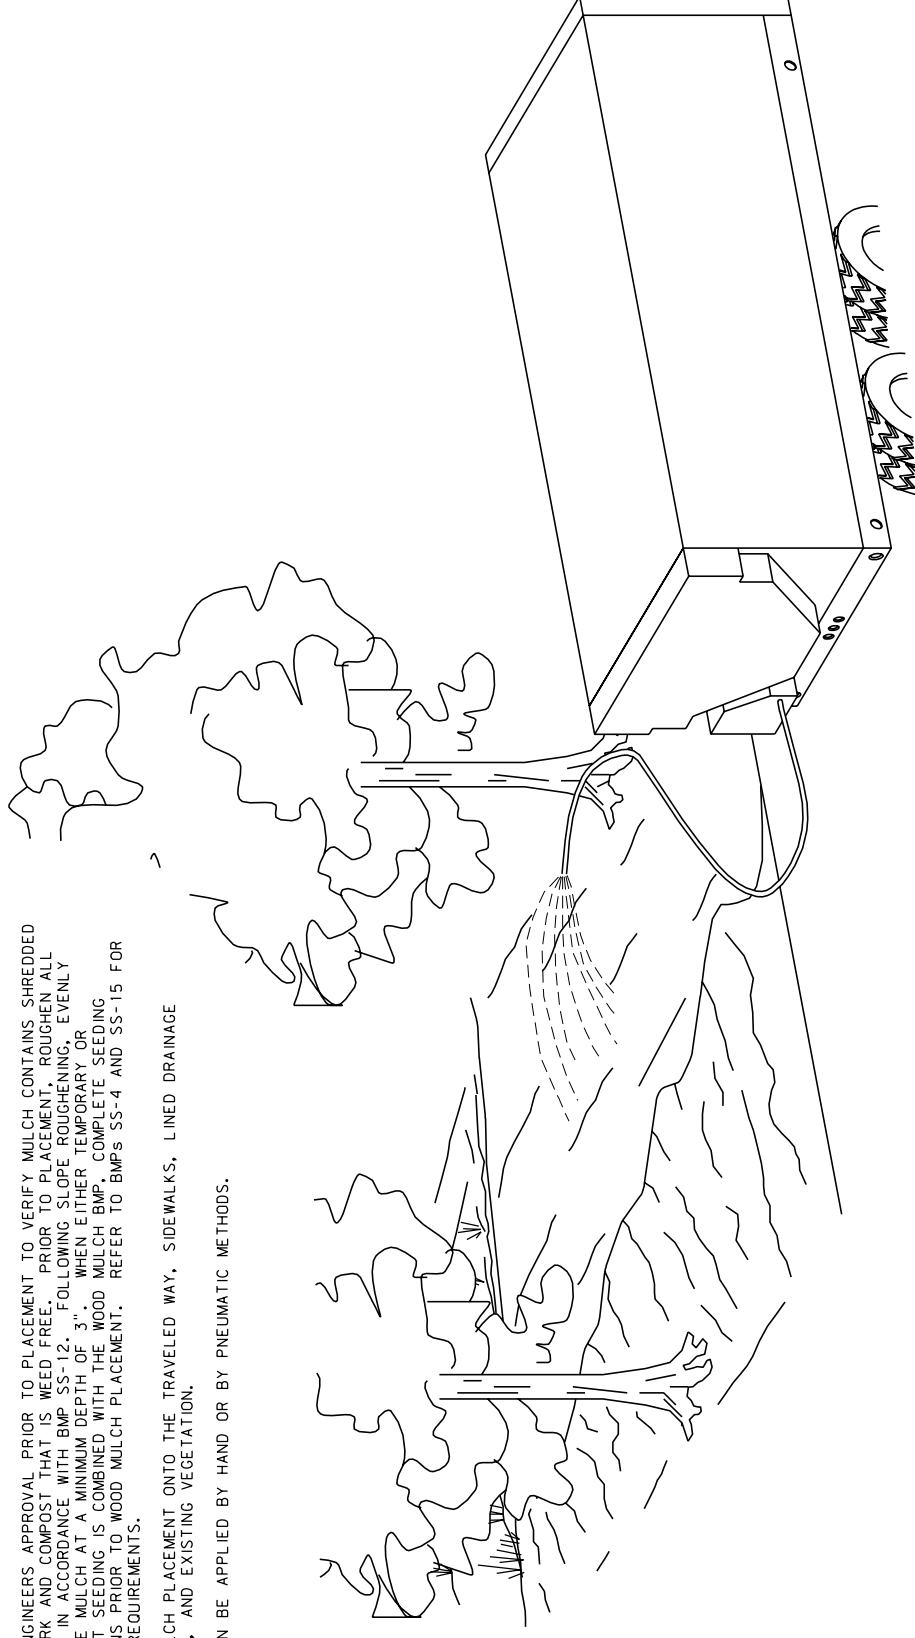 NGINEERS APPROVAL PRIOR TO PLACEMENT TO VERIFY MULCH CONTAINS SHREDDED
RK AND COMPOST THAT IS WEED FREE. PRIOR TO PLACEMENT, ROUGHEN ALL
IN ACCORDANCE WITH BMP SS-12. FOLLOWING SLOPE ROUGHENING, EVENLY
E MULCH AT A MINIMUM DEPTH OF 3". WHEN EITHER TEMPORARY OR
T SEEDING IS COMBINED WITH THE WOOD MULCH BMP, COMPLETE SEEDING
NS PRIOR TO WOOD MULCH PLACEMENT. REFER TO BMPs SS-4 AND SS-15 FOR
REQUIREMENTS.
LCH PLACEMENT ONTO THE TRAVELED WAY, SIDEWALKS, LINED DRAINAGE
, AND EXISTING VEGETATION.
N BE APPLIED BY HAND OR BY PNEUMATIC METHODS.